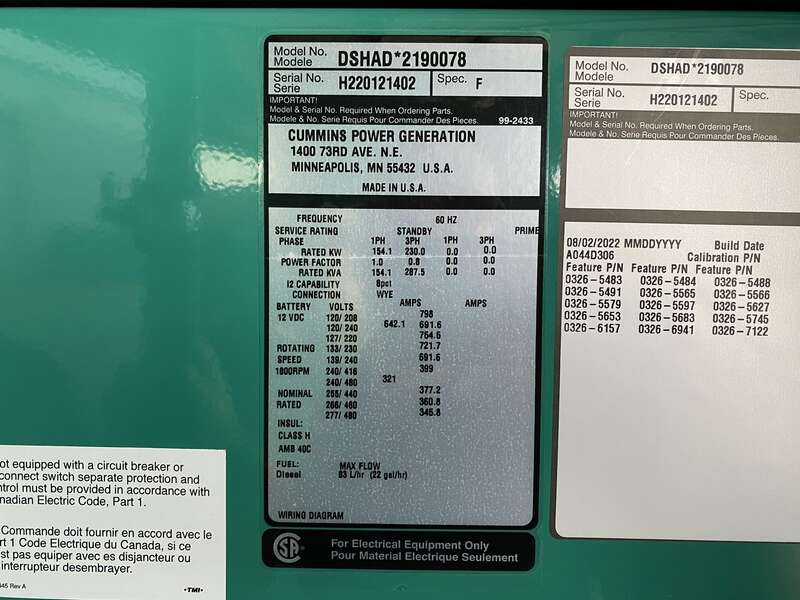 Model No. DSHAD*2190078
Modele
Serial No. H220121402 Spec. F
Serie
IMPORTANT!
Model & Serial No. Required When Ordering Parts.
Modele & No. Serie Requis Pour Commander Des Pieces. 99-2433
CUMMINS POWER GENERATION
1400 73RD AVE. N.E.
MINNEAPOLIS, MN 55432 U.S.A.
MADE IN U.S.A.
FREQUENCY 60 HZ
SERVICE RATING STANDBY PRIME
PHASE 1PH 3PH 1PH 3PH
RATED KW 154.1 230.0 0.0 0.0
POWER FACTOR 1.0 0.8 0.0 0.0
RATED KVA 154.1 287.5 0.0 0.0
I2 CAPABILITY 8pct
CONNECTION WYE
BATTERY VOLTS AMPS AMPS
12 VDC 120/ 208 798
120/ 240 642.1 691.6
127/ 220 754.5
ROTATING 133/ 230 721.7
SPEED 139/ 240 691.6
1800RPM 240/ 416 399
240/ 480 321
NOMINAL 255/ 440 377.2
RATED 266/ 460 360.8
277/ 480 345.8
INSUL:
CLASS H
AMB 40C
FUEL: MAX FLOW
Diesel 83 L/hr (22 gal/hr)
WIRING DIAGRAM
For Electrical Equipment Only
Pour Material Electrique Seulement
Model No. DSHAD*2190078
Modele
Serial No. H220121402 Spec.
Serie
IMPORTANT!
Model & Serial No. Required When Ordering Parts.
Modele & No. Serie Requis Pour Commander Des Pieces.
08/02/2022 MMDDYYYY Build Date
A044D306 Calibration P/N
Feature P/N Feature P/N Feature P/N
0326-5483 0326-5484 0326-5488
0326-5491 0326-5565 0326-5566
0326-5579 0326-5597 0326-5627
0326-5653 0326-5683 0326-5745
0326-6157 0326-6941 0326-7122
ot equipped with a circuit breaker or
connect switch separate protection and
ntrol must be provided in accordance with
nadian Electric Code, Part 1.
Commande doit fournir en accord avec le
rt 1 Code Electrique du Canada, si ce
est pas equiper avec es disjoncteur ou
interrupteur desembrayer.
645 Rev A •TMI•